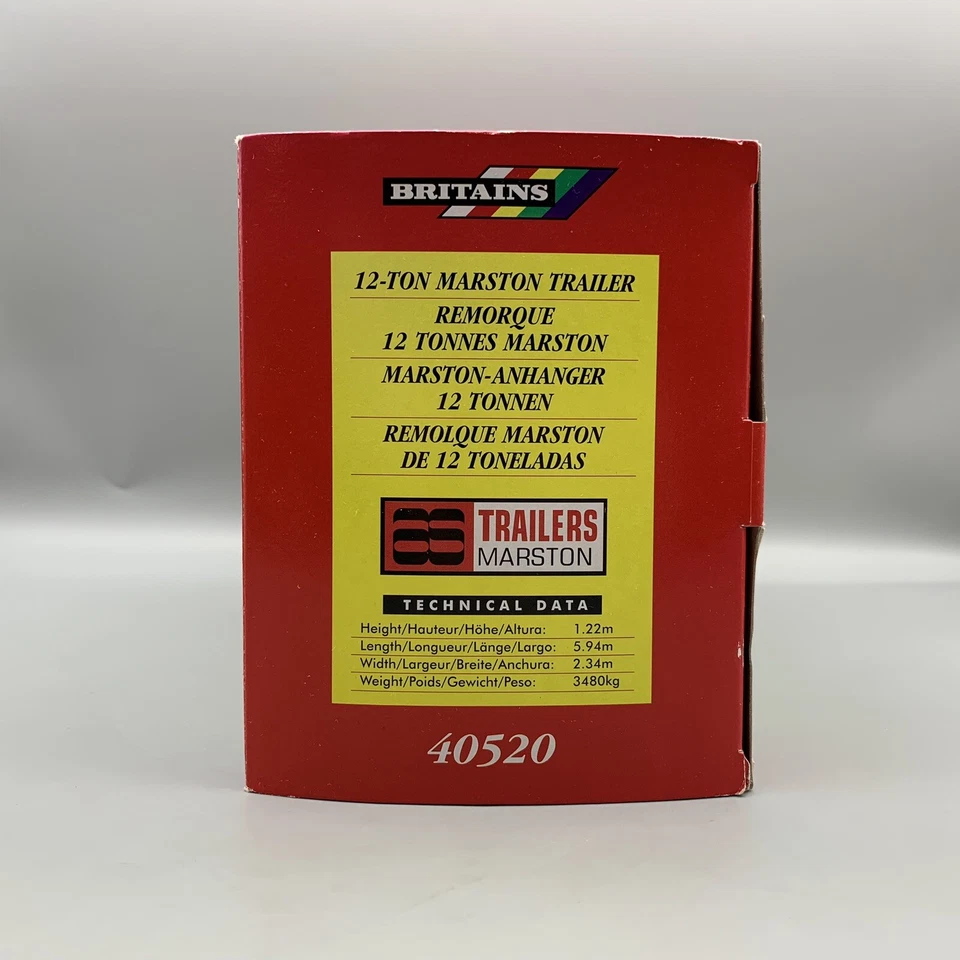 BRITAINS
12-TON MARSTON TRAILER
REMORQUE
12 TONNES MARSTON
MARSTON-ANHANGER
12 TONNEN
REMOLQUE MARSTON
DE 12 TONELADAS
TRAILERS
MARSTON
TECHNICAL DATA
Height/Hauteur/Höhe/Altura: 1.22m
Length/Longueur/Länge/Largo: 5.94m
Width/Largeur/Breite/Anchura: 2.34m
Weight/Poids/Gewicht/Peso: 3480kg
40520